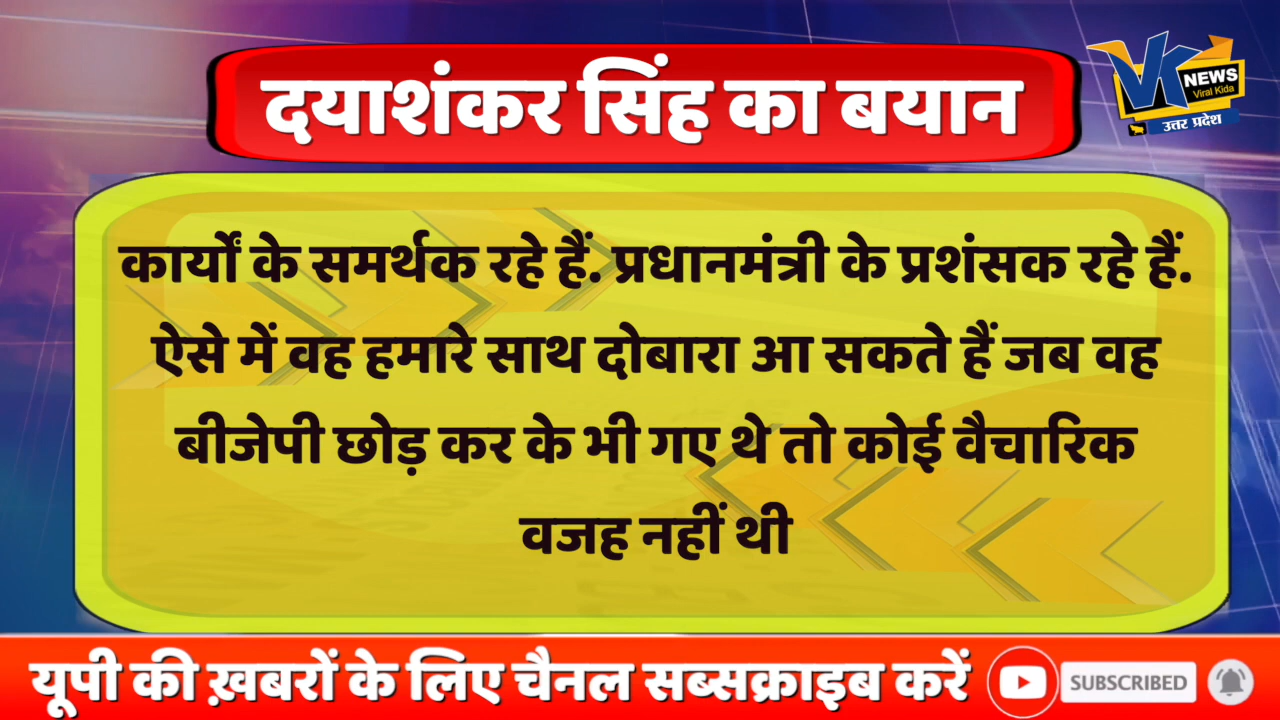 दयाशंकर सिंह का बयान
VK
NEWS
Viral Kida
उत्तर प्रदेश
कार्यों के समर्थक रहे हैं. प्रधानमंत्री के प्रशंसक रहे हैं.
ऐसे में वह हमारे साथ दोबारा आ सकते हैं जब वह
बीजेपी छोड़ कर के भी गए थे तो कोई वैचारिक
वजह नहीं थी
यूपी की ख़बरों के लिए चैनल सब्सक्राइब करें
SUBSCRIBED